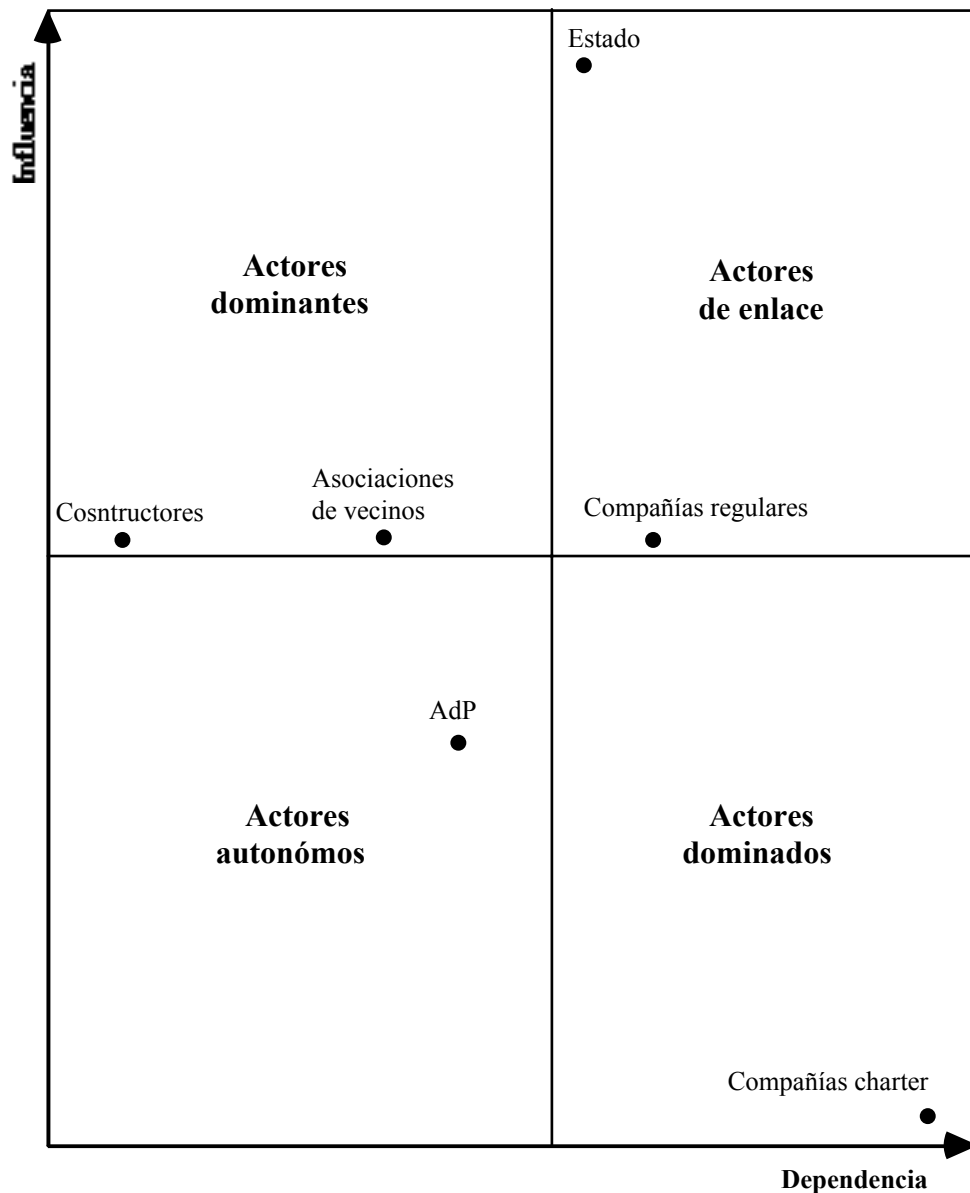 Estado
Influencia
Actores
dominantes
Actores
de enlace
Asociaciones
de vecinos
Cosntructores
Compañías regulares
AdP
Actores
autonómos
Actores
dominados
Compañías charter
Dependencia